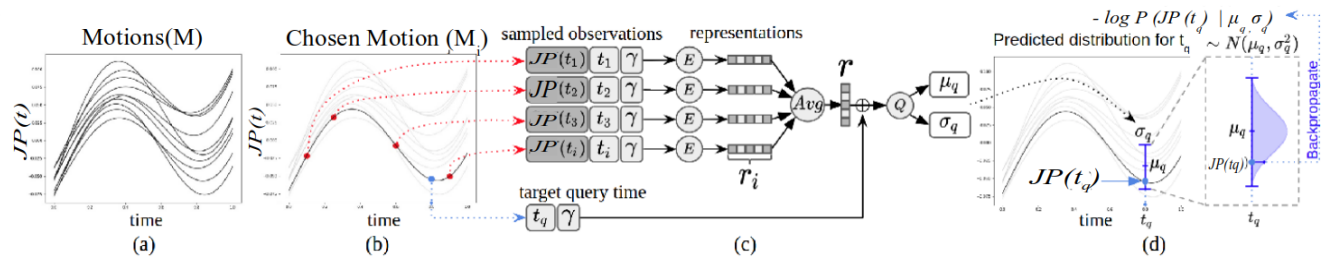 Motions(M)
JP(t)
time
(a)
Chosen Motion (M_i)
JP(t)
time
(b)
sampled observations
representations
JP(t_1) t_1 γ E
JP(t_2) t_2 γ E
JP(t_3) t_3 γ E
JP(t_i) t_i γ E
r_i
Avg
r
Q
μ_q
σ_q
target query time
t_q γ
(c)
- log P (JP(t_q) | μ_q, σ_q)
Predicted distribution for t_q ~ N(μ_q, σ_q^2)
σ_q
μ_q
JP(t_q)
time
t_q
μ_q
JP(tq))
t_q
Backpropagate
(d)